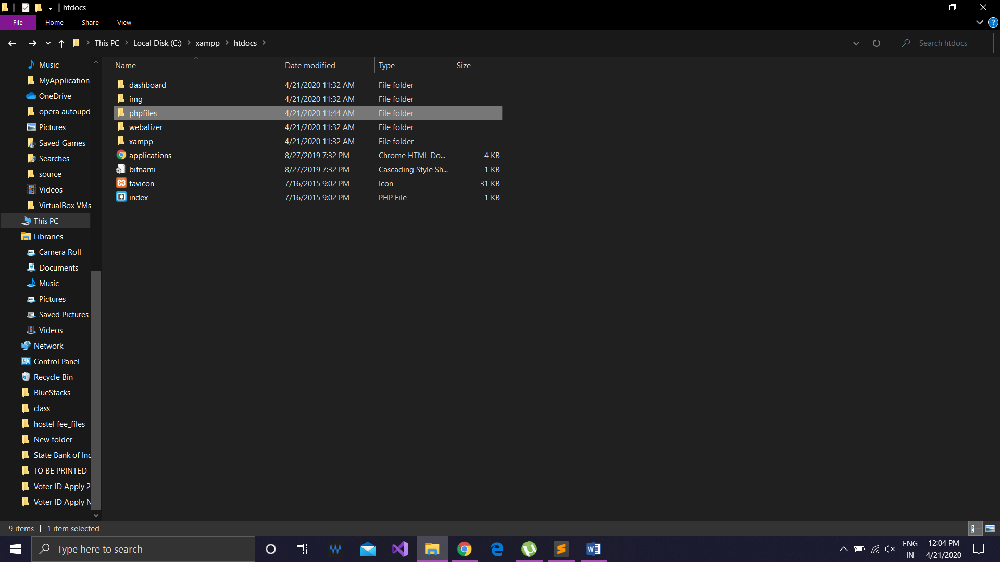 htdocs
File Home Share View
This PC Local Disk (C:) xampp htdocs
Search htdocs
Music
MyApplication
OneDrive
opera autoupd
Pictures
Saved Games
Searches
source
Videos
VirtualBox VMs
This PC
Libraries
Camera Roll
Documents
Music
Pictures
Saved Pictures
Videos
Network
Control Panel
Recycle Bin
BlueStacks
class
hostel fee_files
New folder
State Bank of Inc
TO BE PRINTED
Voter ID Apply 2
Voter ID Apply N
Name Date modified Type Size
dashboard 4/21/2020 11:32 AM File folder
img 4/21/2020 11:32 AM File folder
phpfiles 4/21/2020 11:44 AM File folder
webalizer 4/21/2020 11:32 AM File folder
xampp 4/21/2020 11:32 AM File folder
applications 8/27/2019 7:32 PM Chrome HTML Do... 4 KB
bitnami 8/27/2019 7:32 PM Cascading Style Sh... 1 KB
favicon 7/16/2015 9:02 PM Icon 31 KB
index 7/16/2015 9:02 PM PHP File 1 KB
9 items 1 item selected
Type here to search
ENG
IN
12:04 PM
4/21/2020